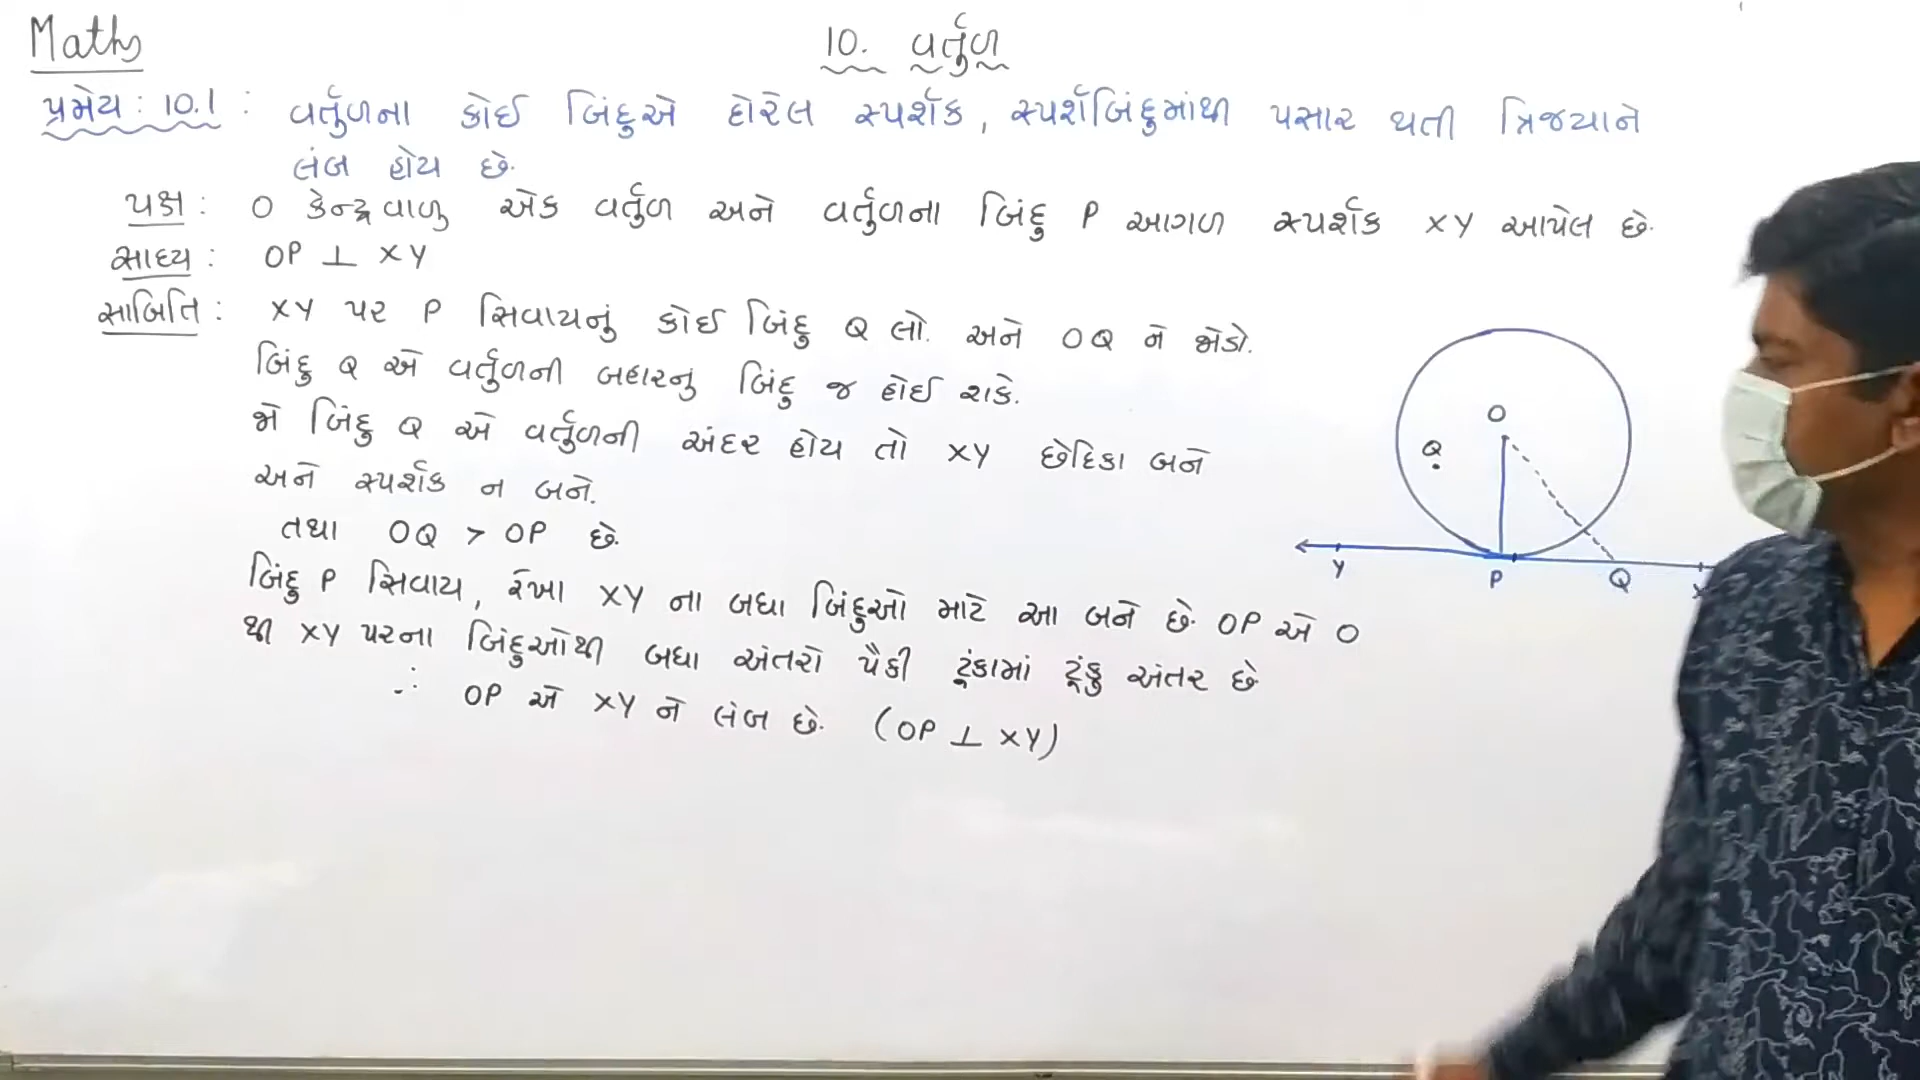 Maths
10. વર્તુળ
પ્રમેય : 10.1 : વર્તુળના કોઈ બિંદુએ દોરેલ સ્પર્શક, સ્પર્શબિંદુમાંથી પસાર થતી ત્રિજ્યાને
લંબ હોય છે.
પક્ષ : O કેન્દ્રવાળુ એક વર્તુળ અને વર્તુળના બિંદુ P આગળ સ્પર્શક XY આપેલ છે.
સાધ્ય : OP ⊥ XY
સાબિતિ : XY પર P સિવાયનું કોઈ બિંદુ Q લો. અને OQ ને જોડો.
બિંદુ Q એ વર્તુળની બહારનું બિંદુ જ હોઈ શકે.
જો બિંદુ Q એ વર્તુળની અંદર હોય તો XY છેદિકા બને
અને સ્પર્શક ન બને.
તથા OQ > OP છે.
બિંદુ P સિવાય, રેખા XY ના બધા બિંદુઓ માટે આ બને છે. OP એ O
થી XY પરના બિંદુઓથી બધા અંતરો પૈકી ટૂંકામાં ટૂંકુ અંતર છે
∴ OP એ XY ને લંબ છે. (OP ⊥ XY)
O
Q
Y P Q X